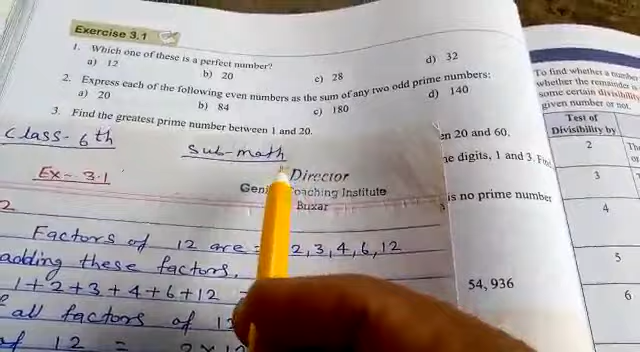 Exercise 3.1
1. Which one of these is a perfect number?
a) 12 b) 20 c) 28 d) 32
2. Express each of the following even numbers as the sum of any two odd prime numbers:
a) 20 b) 84 c) 180 d) 140
3. Find the greatest prime number between 1 and 20.
en 20 and 60.
e digits, 1 and 3. Find
is no prime number
54, 936
Class - 6th
Sub - math
Ex - 3.1
Director
Coaching Institute
Buxar
2
Factors of 12 are = 2, 3, 4, 6, 12
adding these factors.
1+2+3+4+6+12
all factors of
of 12 =
To find whether a number
whether the remainder is
some certain divisibility
given number or not.
Test of
Divisibility by
2
3
4
5
6